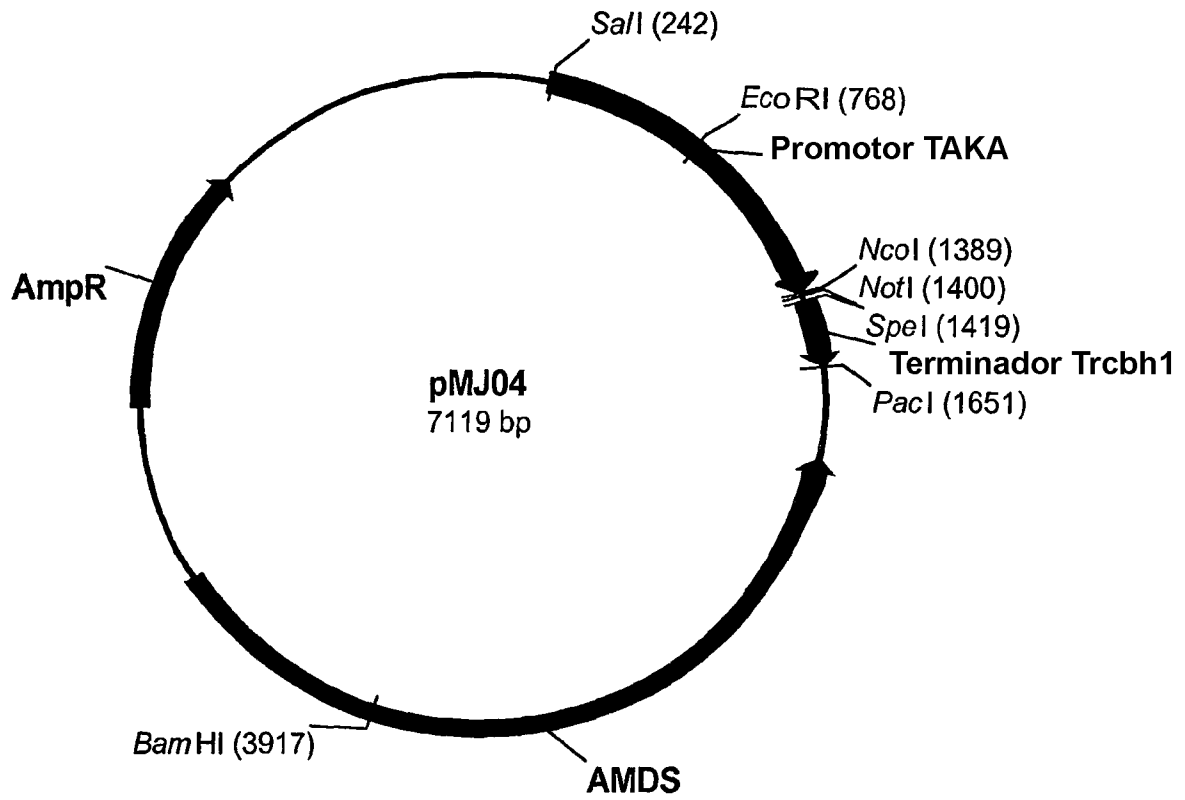 SalI (242)
EcoRI (768)
Promotor TAKA
NcoI (1389)
NotI (1400)
SpeI (1419)
Terminador Trcbh1
PacI (1651)
AmpR
pMJ04
7119 bp
BamHI (3917)
AMDS